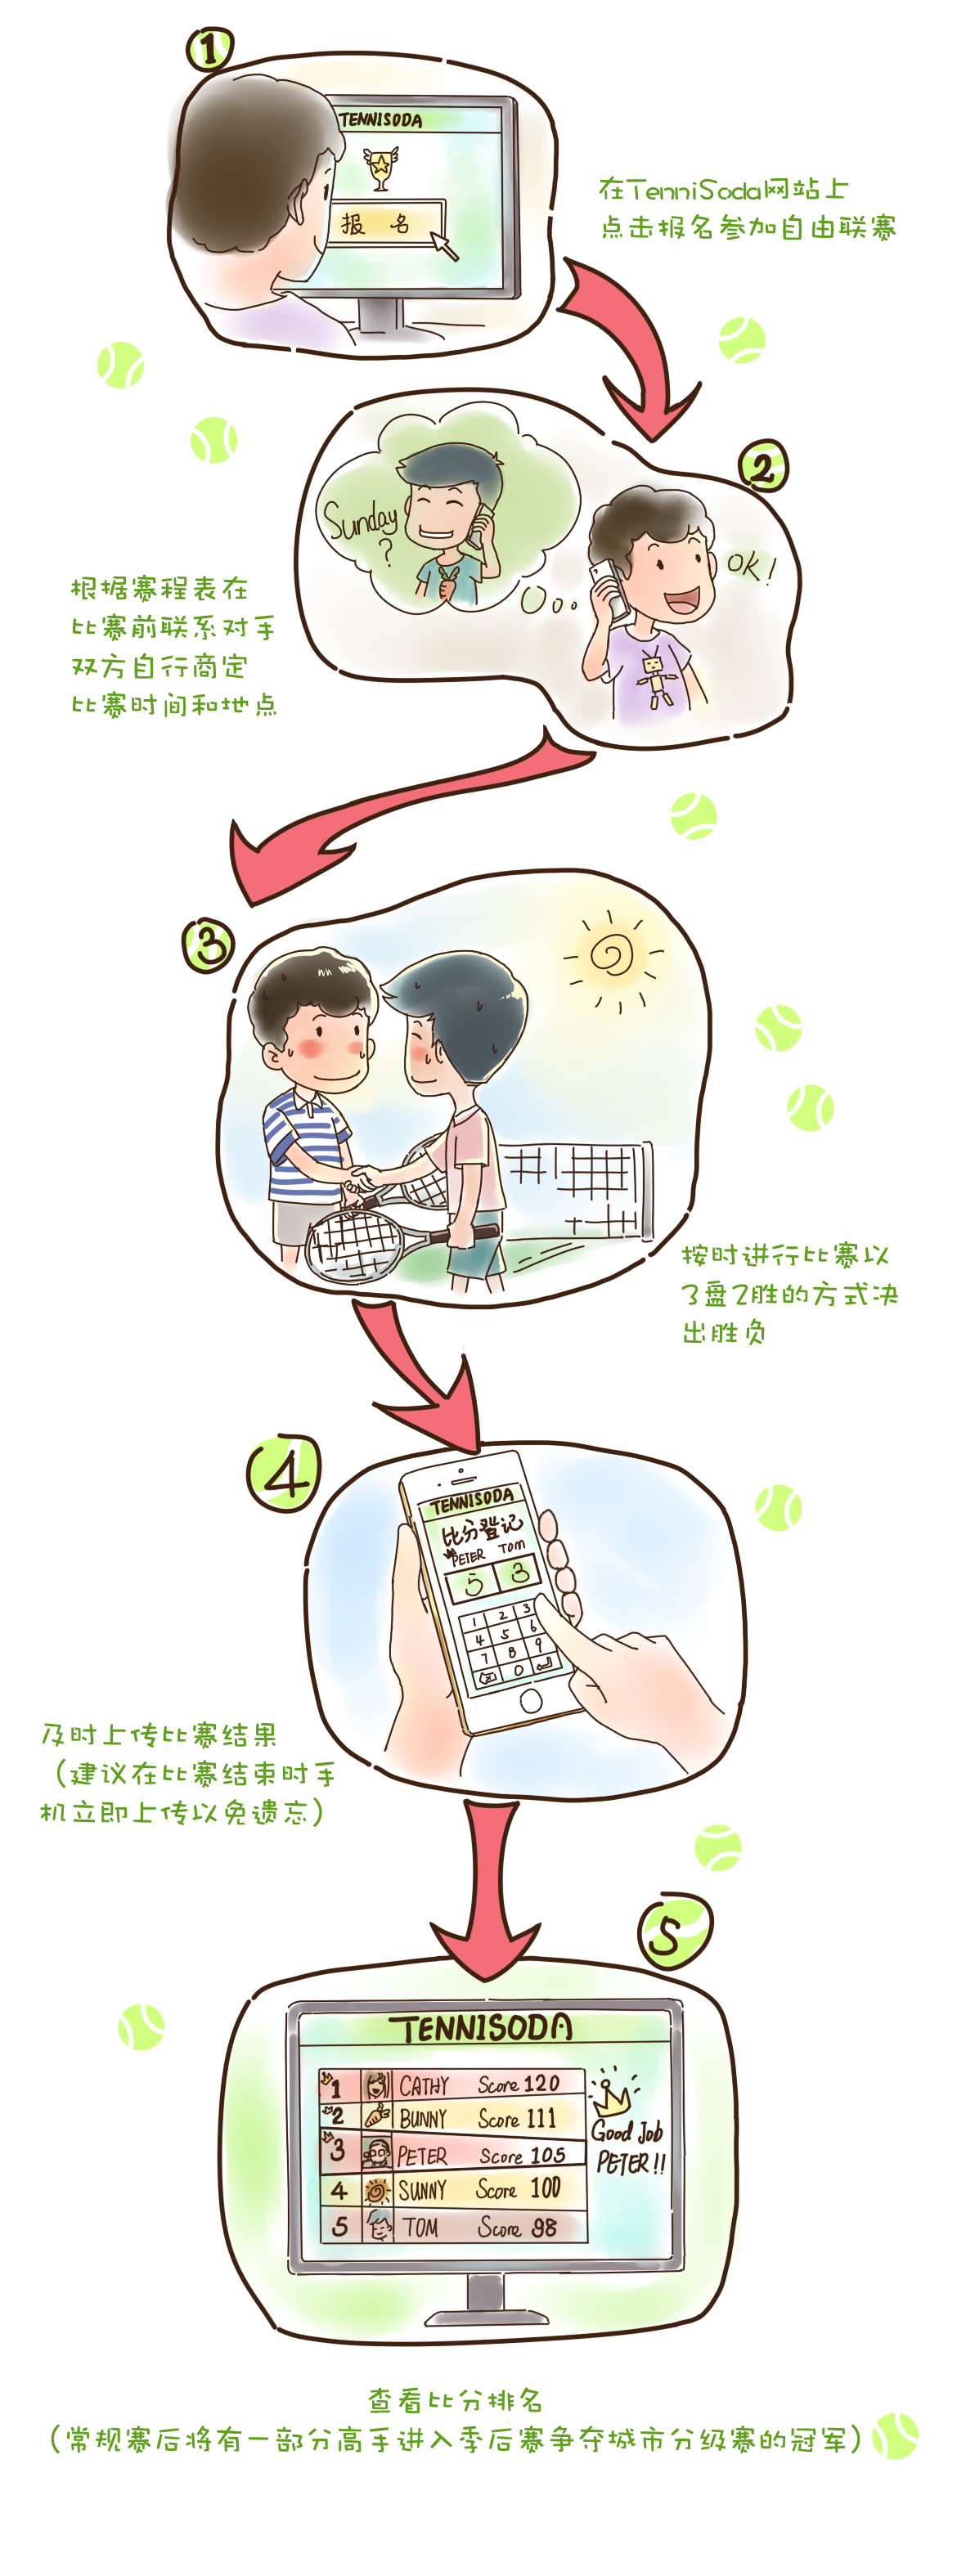 1
TENNISODA
报 名
在TenniSoda网站上
点击报名参加自由联赛
2
Sunday
?
OK!
根据赛程表在
比赛前联系对手
双方自行商定
比赛时间和地点
3
按时进行比赛以
3盘2胜的方式决
出胜负
4
TENNISODA
比分登记
PETER TOM
5 3
1 2 3
4 5 6
7 8 9
0
及时上传比赛结果
（建议在比赛结束时手
机立即上传以免遗忘）
5
TENNISODA
1 CATHY Score 120
2 BUNNY Score 111
3 PETER Score 105
4 SUNNY Score 100
5 TOM Score 98
Good Job
PETER!!
查看比分排名
（常规赛后将有一部分高手进入季后赛争夺城市分级赛的冠军）